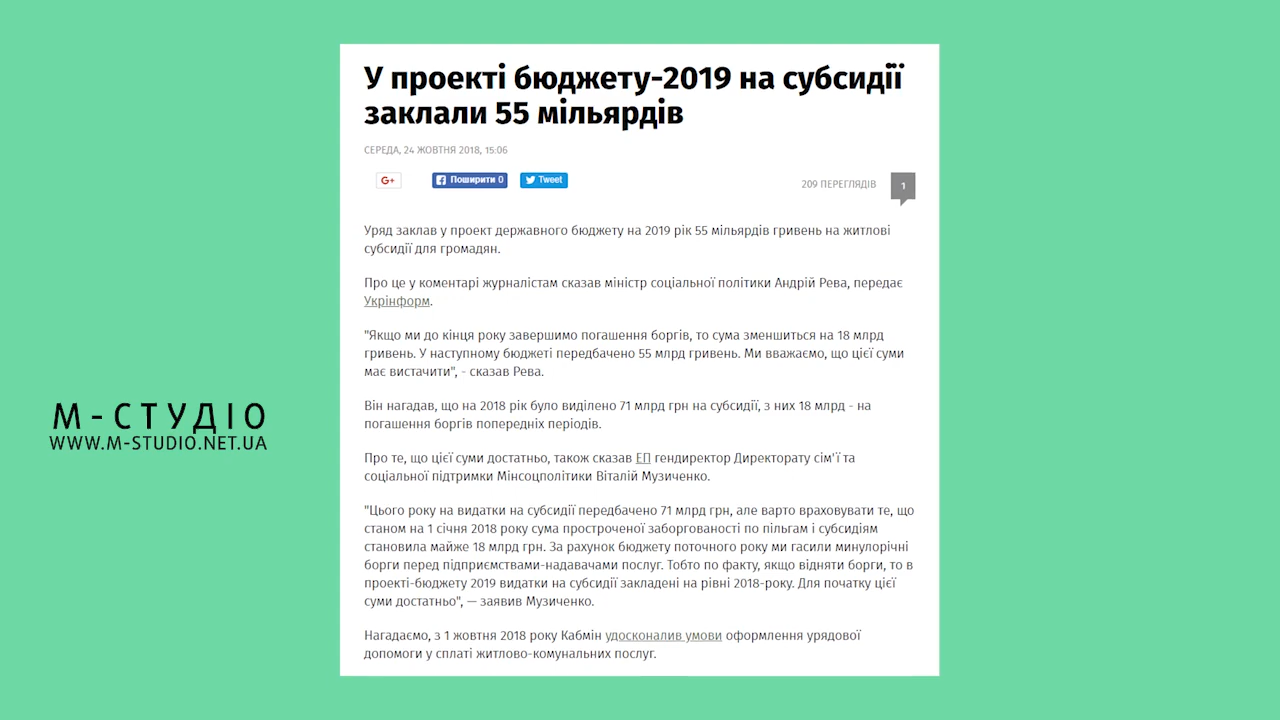 У проекті бюджету-2019 на субсидії
заклали 55 мільярдів
СЕРЕДА, 24 ЖОВТНЯ 2018, 15:06
G+
Поширити 0
Tweet
209 ПЕРЕГЛЯДІВ
1
Уряд заклав у проект державного бюджету на 2019 рік 55 мільярдів гривень на житлові
субсидії для громадян.
Про це у коментарі журналістам сказав міністр соціальної політики Андрій Рева, передає
Укрінформ.
"Якщо ми до кінця року завершимо погашення боргів, то сума зменшиться на 18 млрд
гривень. У наступному бюджеті передбачено 55 млрд гривень. Ми вважаємо, що цієї суми
має вистачити", - сказав Рева.
Він нагадав, що на 2018 рік було виділено 71 млрд грн на субсидії, з них 18 млрд - на
погашення боргів попередніх періодів.
Про те, що цієї суми достатньо, також сказав ЕП гендиректор Директорату сім'ї та
соціальної підтримки Мінсоцполітики Віталій Музиченко.
"Цього року на видатки на субсидії передбачено 71 млрд грн, але варто враховувати те, що
станом на 1 січня 2018 року сума простроченої заборгованості по пільгам і субсидіям
становила майже 18 млрд грн. За рахунок бюджету поточного року ми гасили минулорічні
борги перед підприємствами-надавачами послуг. Тобто по факту, якщо відняти борги, то в
проекті-бюджету 2019 видатки на субсидії закладені на рівні 2018-року. Для початку цієї
суми достатньо", — заявив Музиченко.
Нагадаємо, з 1 жовтня 2018 року Кабмін удосконалив умови оформлення урядової
допомоги у сплаті житлово-комунальних послуг.
М-СТУДІО
WWW.M-STUDIO.NET.UA